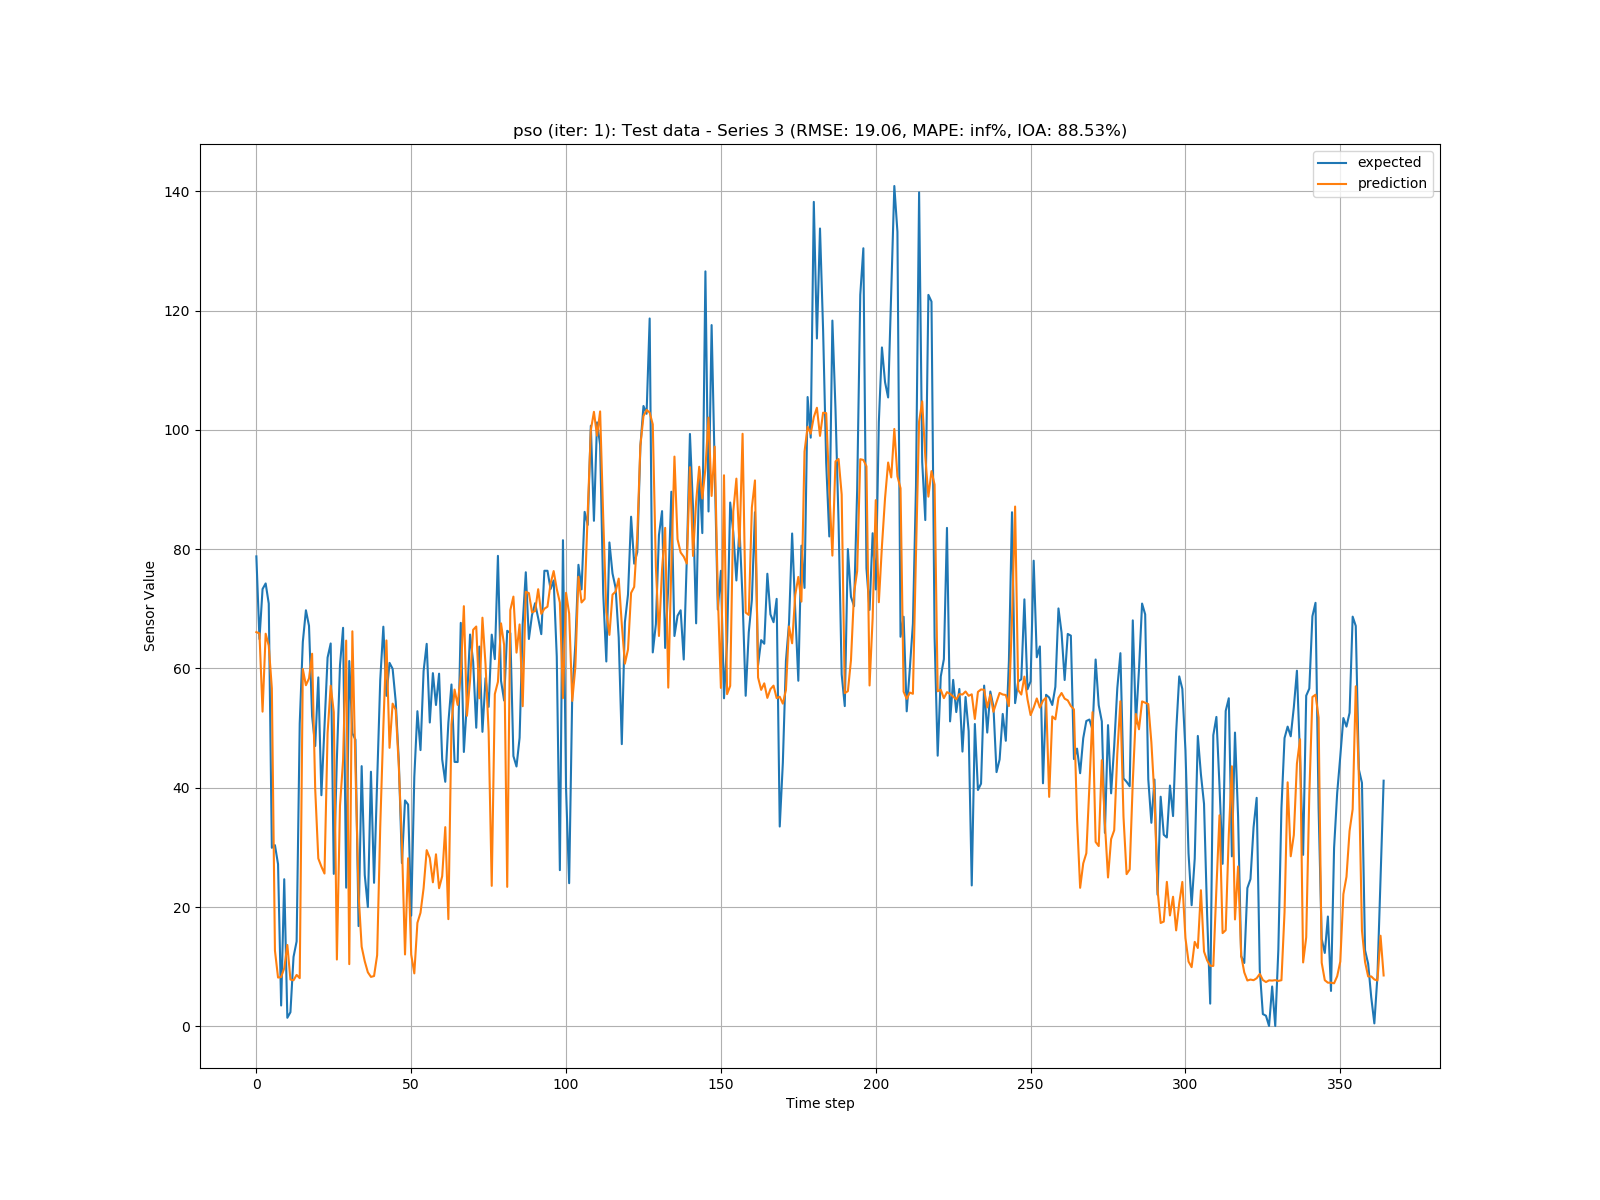 pso (iter: 1): Test data - Series 3 (RMSE: 19.06, MAPE: inf%, IOA: 88.53%)
expected
prediction
140
120
100
80
60
40
20
0
Sensor Value
0 50 100 150 200 250 300 350
Time step